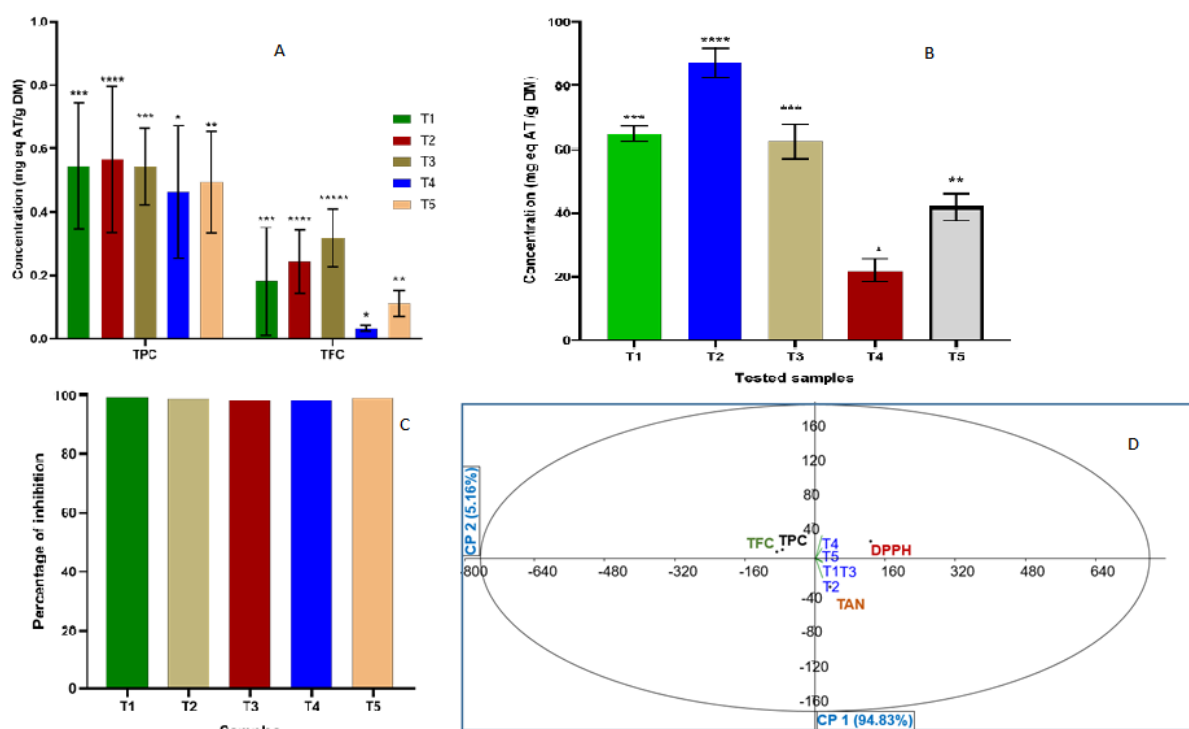 A
Concentration (mg eq AT/g DM)
1.0
0.8
0.6
0.4
0.2
0.0
***
****
***
*
**
***
****
*****
*
**
T1
T2
T3
T4
T5
TPC
TFC
B
Concentration (mg eq AT/g DM)
100
80
60
40
20
0
***
****
***
*
**
T1
T2
T3
T4
T5
Tested samples
C
Percentage of inhibition
100
80
60
40
20
0
T1
T2
T3
T4
T5
D
CP 2 (5.16%)
160
120
80
40
-40
-80
-120
-160
-800
-640
-480
-320
-160
160
320
480
640
TFC
TPC
T4
T5
T1T3
T2
DPPH
TAN
CP 1 (94.83%)